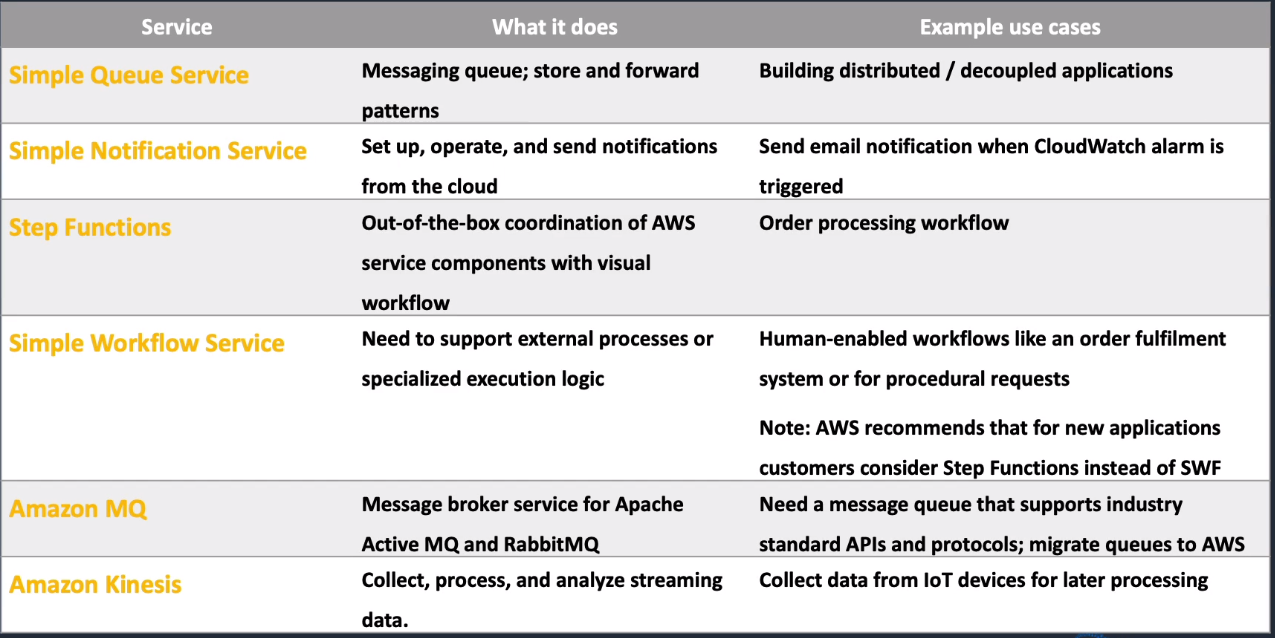 Service What it does Example use cases
Simple Queue Service Messaging queue; store and forward Building distributed / decoupled applications
patterns
Simple Notification Service Set up, operate, and send notifications Send email notification when CloudWatch alarm is
from the cloud triggered
Step Functions Out-of-the-box coordination of AWS Order processing workflow
service components with visual
workflow
Simple Workflow Service Need to support external processes or Human-enabled workflows like an order fulfilment
specialized execution logic system or for procedural requests
Note: AWS recommends that for new applications
customers consider Step Functions instead of SWF
Amazon MQ Message broker service for Apache Need a message queue that supports industry
Active MQ and RabbitMQ standard APIs and protocols; migrate queues to AWS
Amazon Kinesis Collect, process, and analyze streaming Collect data from IoT devices for later processing
data.